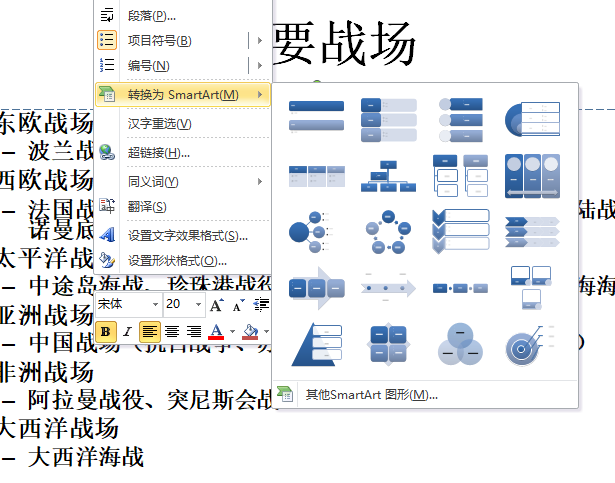 要战场
段落(P)...
项目符号(B)
编号(N)
转换为 SmartArt(M)
汉字重选(V)
超链接(H)...
同义词(Y)
翻译(S)
设置文字效果格式(S)...
设置形状格式(O)...
宋体 20 A A
B I A
其他SmartArt 图形(M)...
东欧战场
– 波兰战
西欧战场
– 法国战 陆战
诺曼底
太平洋战
– 中途岛海战、珍珠港战役 海海
亚洲战场
– 中国战场（抗日战争、 ）
非洲战场
– 阿拉曼战役、突尼斯会战
大西洋战场
– 大西洋海战